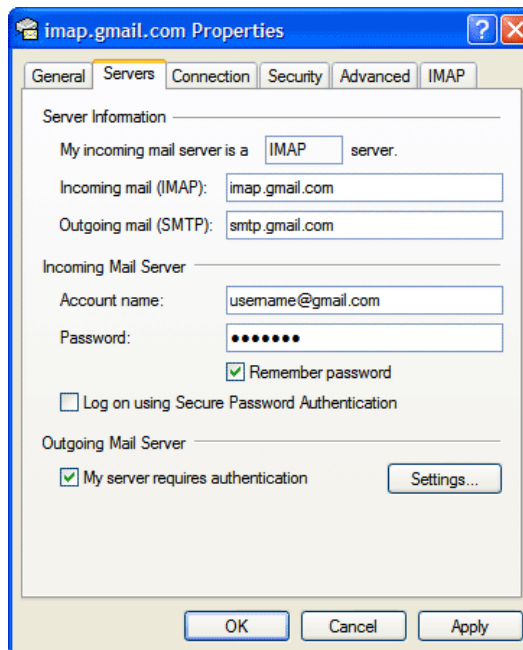 imap.gmail.com Properties
General Servers Connection Security Advanced IMAP
Server Information
My incoming mail server is a IMAP server.
Incoming mail (IMAP): imap.gmail.com
Outgoing mail (SMTP): smtp.gmail.com
Incoming Mail Server
Account name: username@gmail.com
Password: •••••••
Remember password
Log on using Secure Password Authentication
Outgoing Mail Server
My server requires authentication Settings...
OK Cancel Apply